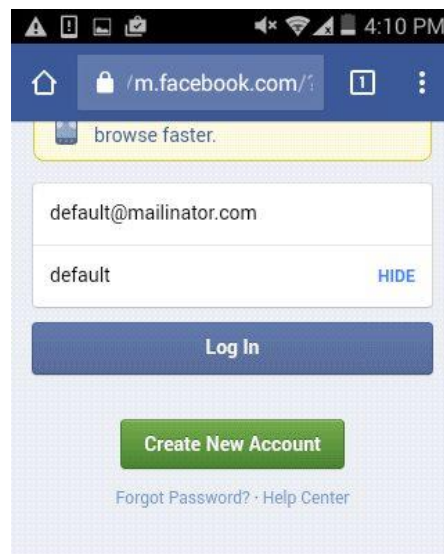 4:10 PM
/m.facebook.com/?
1
browse faster.
default@mailinator.com
default
HIDE
Log In
Create New Account
Forgot Password? · Help Center